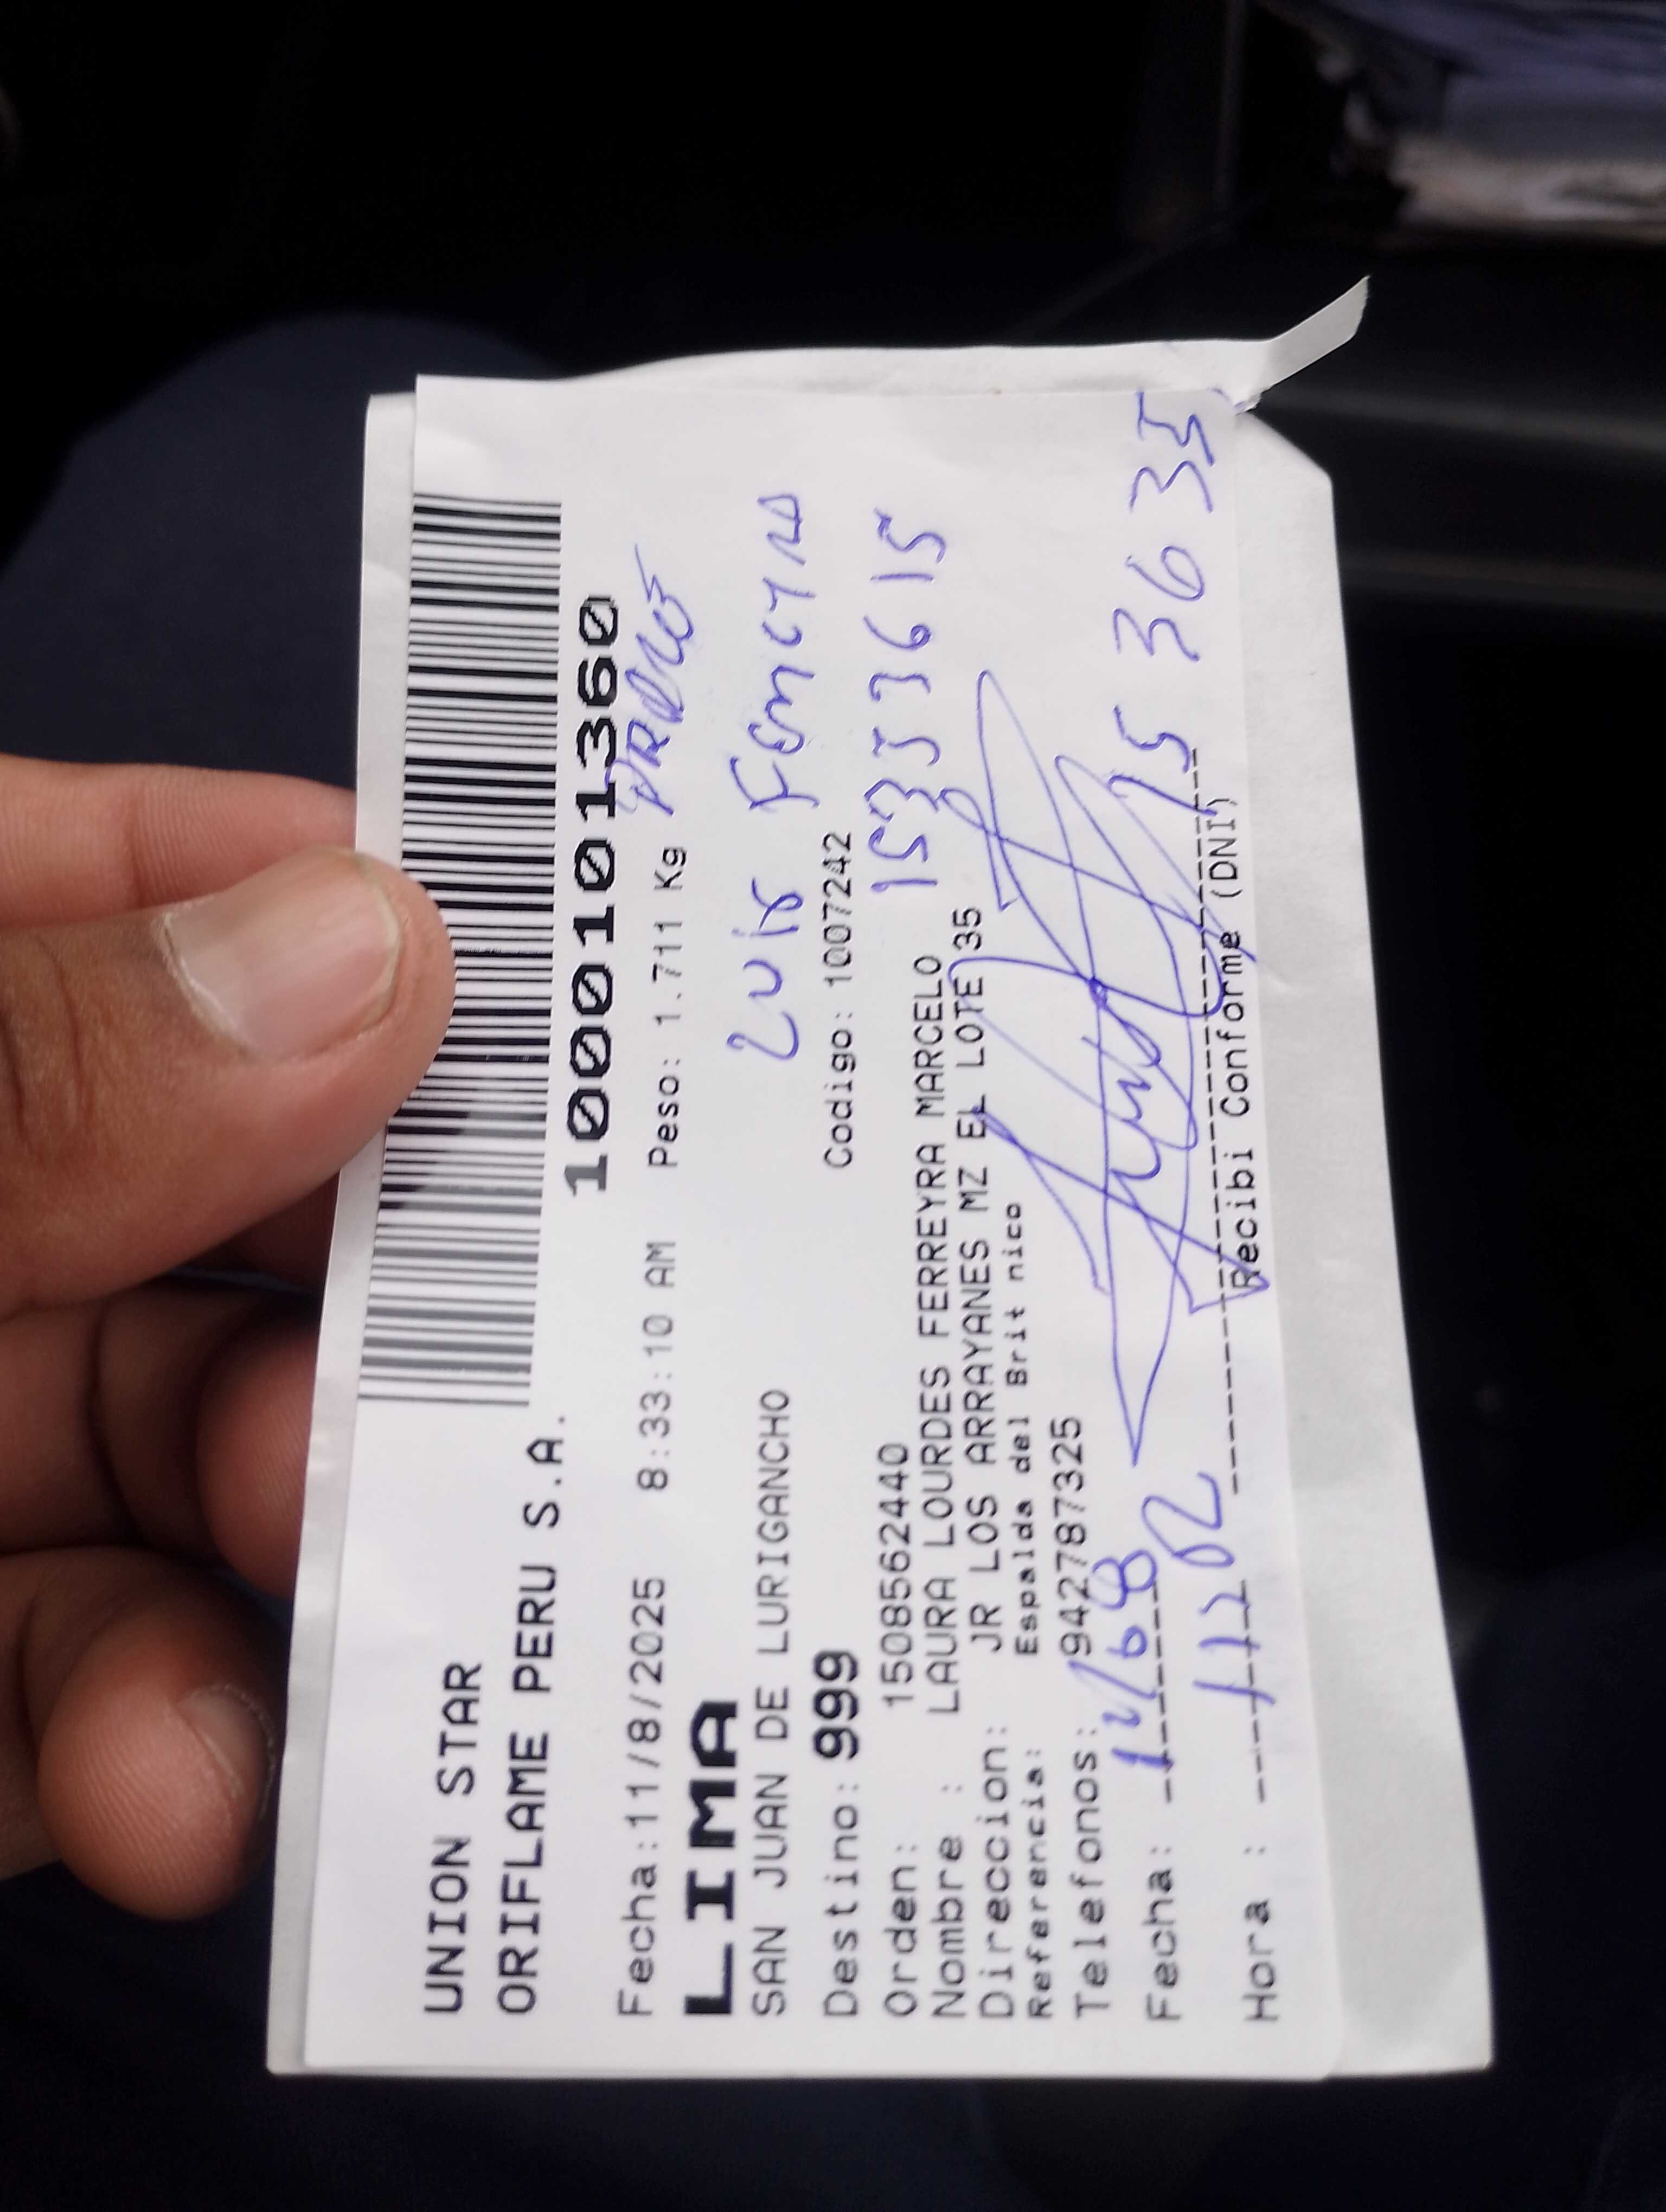 UNION STAR
ORIFLAME PERU S.A.
1000101360
Fecha:11/8/2025 8:33:10 AM Peso: 1.711 Kg
LIMA
SAN JUAN DE LURIGANCHO
Luis
Destino: 999 Codigo: 1007242
Orden: 1508562440
Nombre : LAURA LOURDES FERREYRA MARCELO
Direccion: JR LOS ARRAYANES MZ EL LOTE 35
Referencia: Espalda del Brit nico
Telefonos: 942787325
Fecha:
Hora :
Recibi Conforme (DNI)